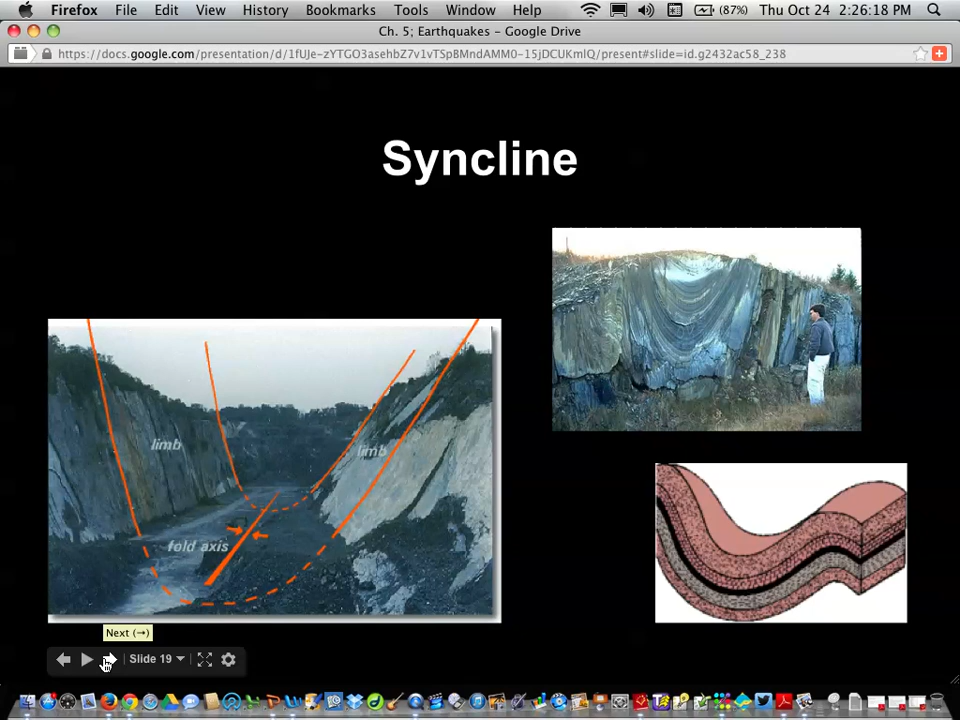 Firefox File Edit View History Bookmarks Tools Window Help (87%) Thu Oct 24 2:26:18 PM
Ch. 5; Earthquakes – Google Drive
https://docs.google.com/presentation/d/1fUJe-zYTGO3asehbZ7v1vTSpBMndAMM0-15jDCUKmIQ/present#slide=id.g2432ac58_238
Syncline
limb
limb
fold axis
Next (→)
Slide 19